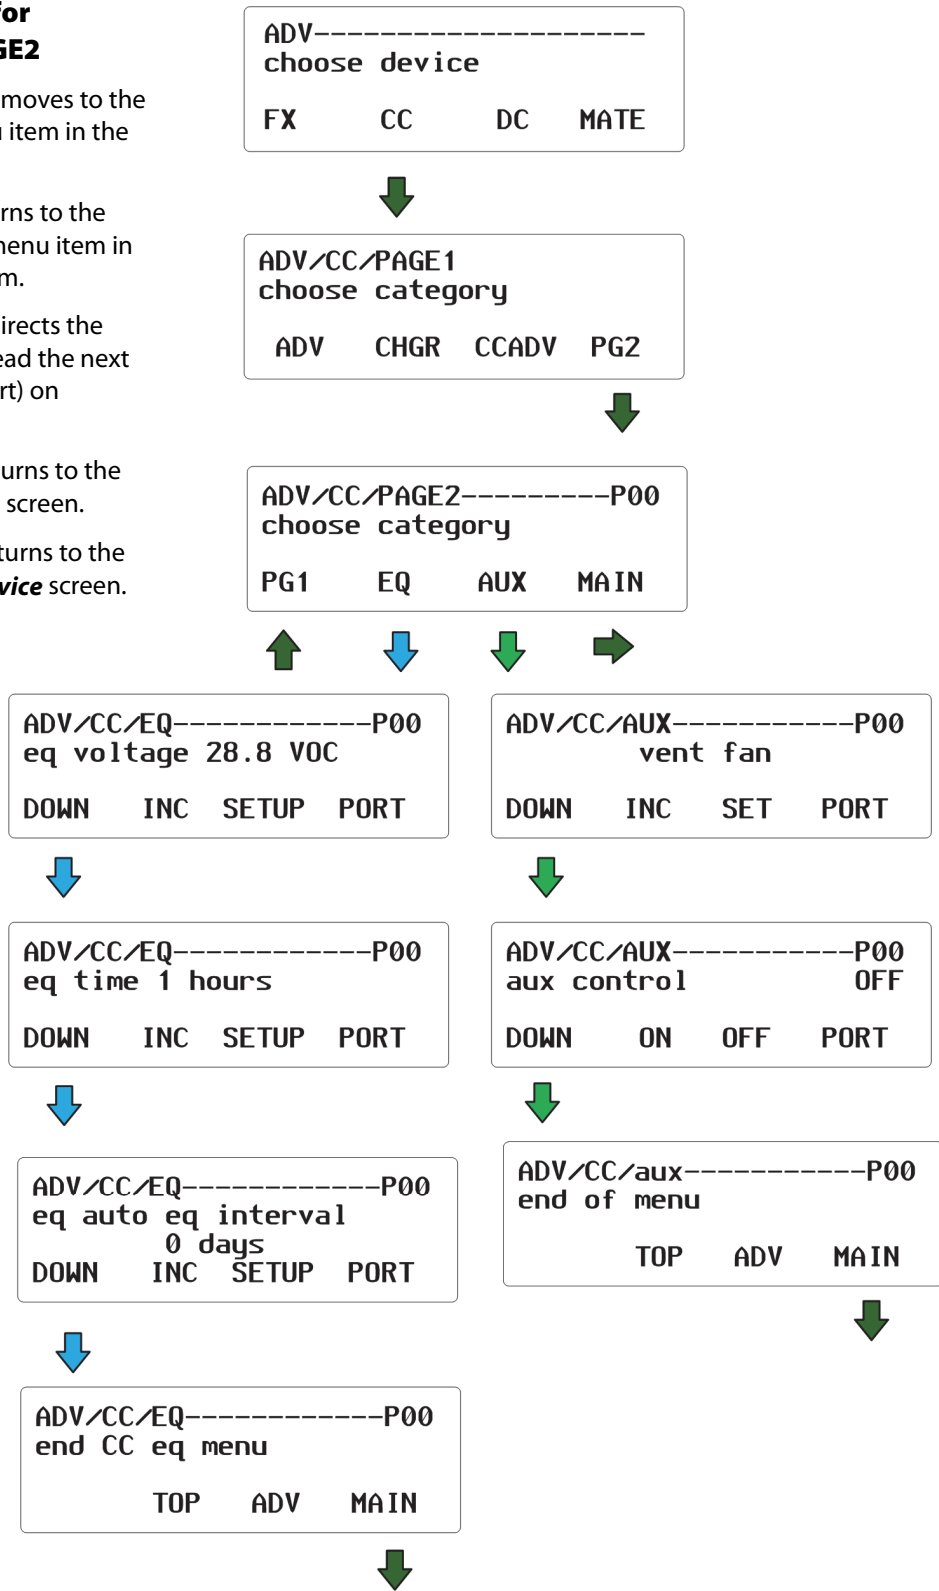 for
GE2
moves to the
item in the
rns to the
nenu item in
m.
irects the
ead the next
rt) on
urns to the
screen.
turns to the
vice screen.
ADV---------------------
choose device
FX CC DC MATE
ADV/CC/PAGE1
choose category
ADV CHGR CCADV PG2
ADV/CC/PAGE2---------P00
choose category
PG1 EQ AUX MAIN
ADV/CC/EQ------------P00
eq voltage 28.8 VOC
DOWN INC SETUP PORT
ADV/CC/EQ------------P00
eq time 1 hours
DOWN INC SETUP PORT
ADV/CC/EQ------------P00
eq auto eq interval
0 days
DOWN INC SETUP PORT
ADV/CC/EQ------------P00
end CC eq menu
TOP ADV MAIN
ADV/CC/AUX-----------P00
vent fan
DOWN INC SET PORT
ADV/CC/AUX-----------P00
aux control OFF
DOWN ON OFF PORT
ADV/CC/aux-----------P00
end of menu
TOP ADV MAIN